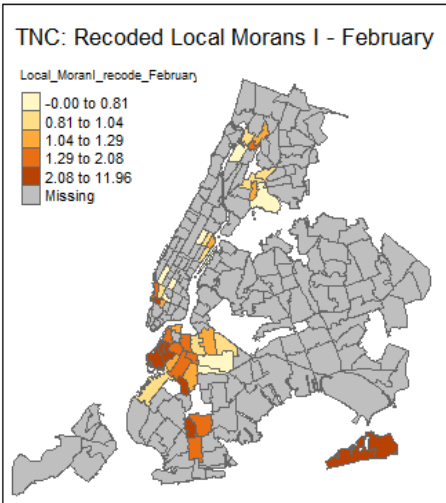 TNC: Recoded Local Morans I - February
Local_MoranI_recode_February
-0.00 to 0.81
0.81 to 1.04
1.04 to 1.29
1.29 to 2.08
2.08 to 11.96
Missing